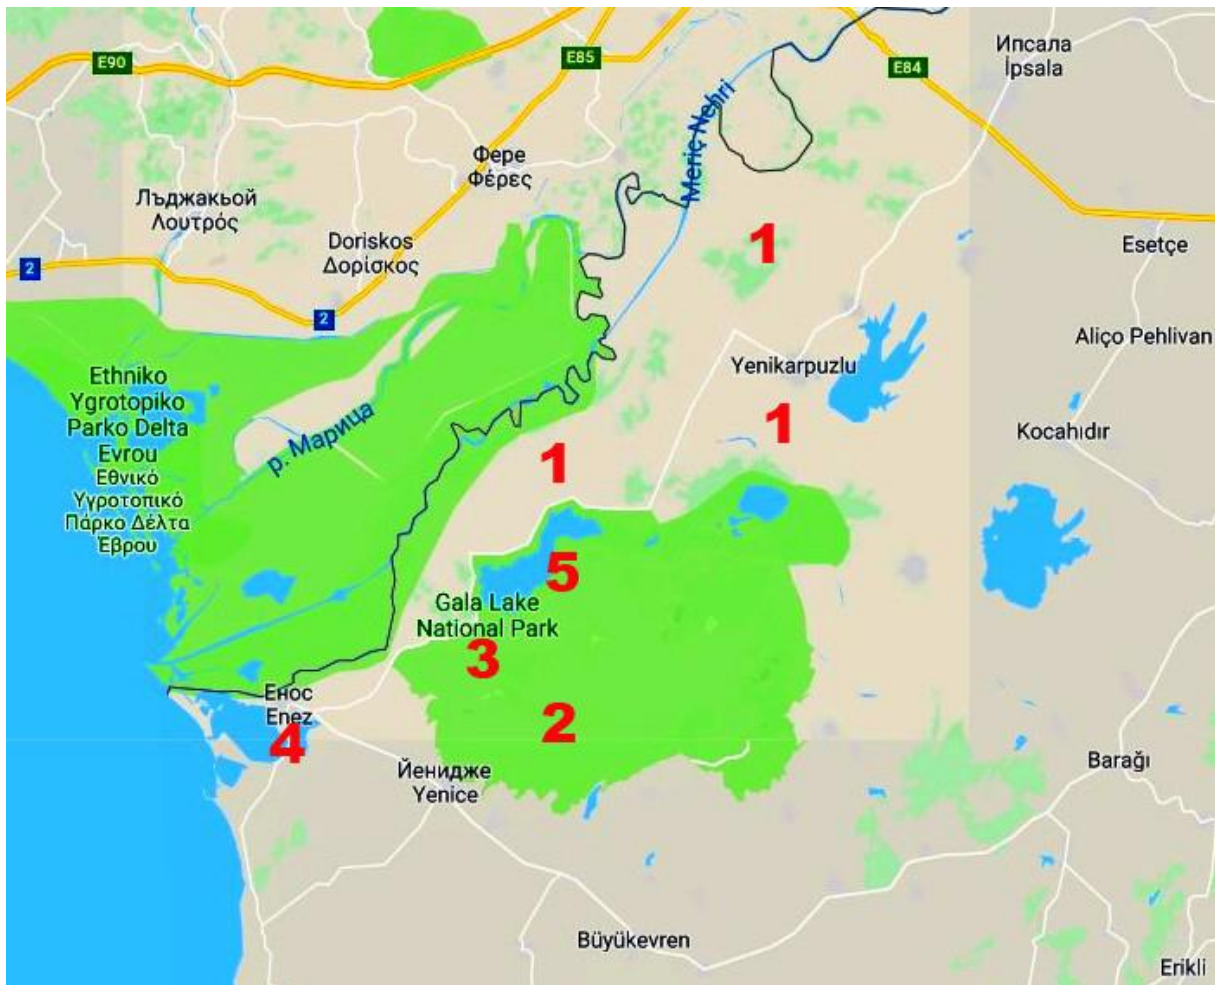 E90
E85
E84
Ипсала
İpsala
Meriç Nehri
Фере
Φέρες
Лъджакьой
Λουτρός
Doriskos
Δορίσκος
1
Esetçe
2
2
Aliço Pehlivan
Yenikarpuzlu
Ethniko
Ygrotopiko
Parko Delta
Evrou
Εθνικό
Υγροτοπικό
Πάρκο Δέλτα
Έβρου
р. Марица
1
Kocahıdır
1
5
Gala Lake
National Park
3
Енос
Enez
4
2
Йенидже
Yenice
Barağı
Büyükevren
Erikli